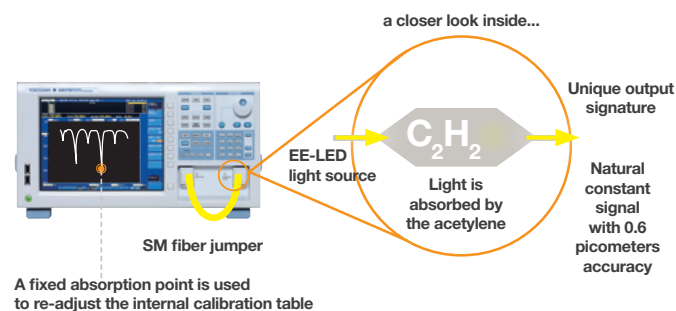 a closer look inside...
YOKOGAWA
Unique output
signature
C2H2
EE-LED
light source
Light is
absorbed by
the acetylene
Natural
constant
signal
with 0.6
picometers
accuracy
SM fiber jumper
A fixed absorption point is used
to re-adjust the internal calibration table